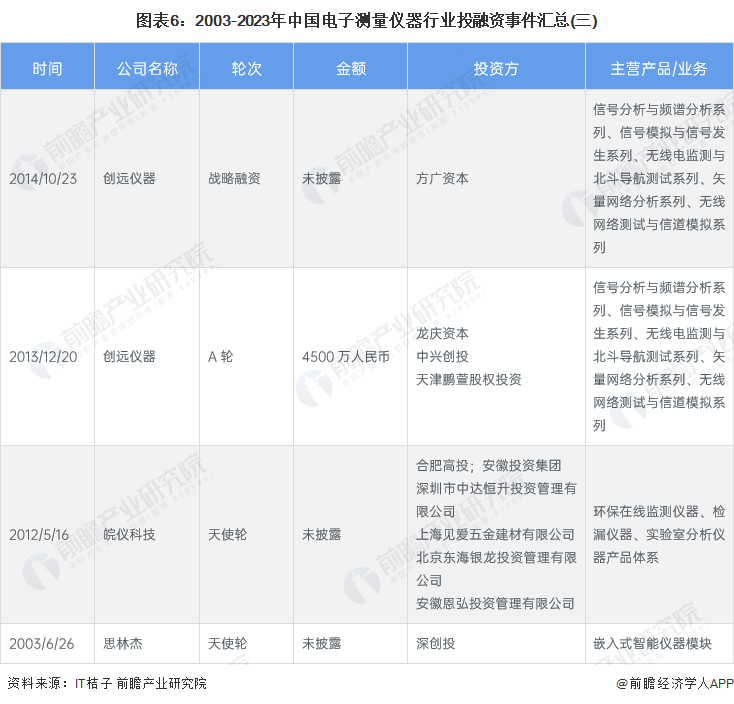 图表6：2003-2023年中国电子测量仪器行业投融资事件汇总(三)
时间 公司名称 轮次 金额 投资方 主营产品/业务
2014/10/23 创远仪器 战略融资 未披露 方广资本
信号分析与频谱分析系
列、信号模拟与信号发
生系列、无线电监测与
北斗导航测试系列、矢
量网络分析系列、无线
网络测试与信道模拟系
列
2013/12/20 创远仪器 A 轮 4500 万人民币
龙庆资本
中兴创投
天津鹏萱股权投资
信号分析与频谱分析系
列、信号模拟与信号发
生系列、无线电监测与
北斗导航测试系列、矢
量网络分析系列、无线
网络测试与信道模拟系
列
2012/5/16 皖仪科技 天使轮 未披露
合肥高投；安徽投资集团
深圳市中达恒升投资管理有
限公司
上海见爱五金建材有限公司
北京东海银龙投资管理有限
公司
安徽恩弘投资管理有限公司
环保在线监测仪器、检
漏仪器、实验室分析仪
器产品体系
2003/6/26 思林杰 天使轮 未披露 深创投 嵌入式智能仪器模块
资料来源：IT桔子 前瞻产业研究院 @前瞻经济学人APP
前瞻产业研究院